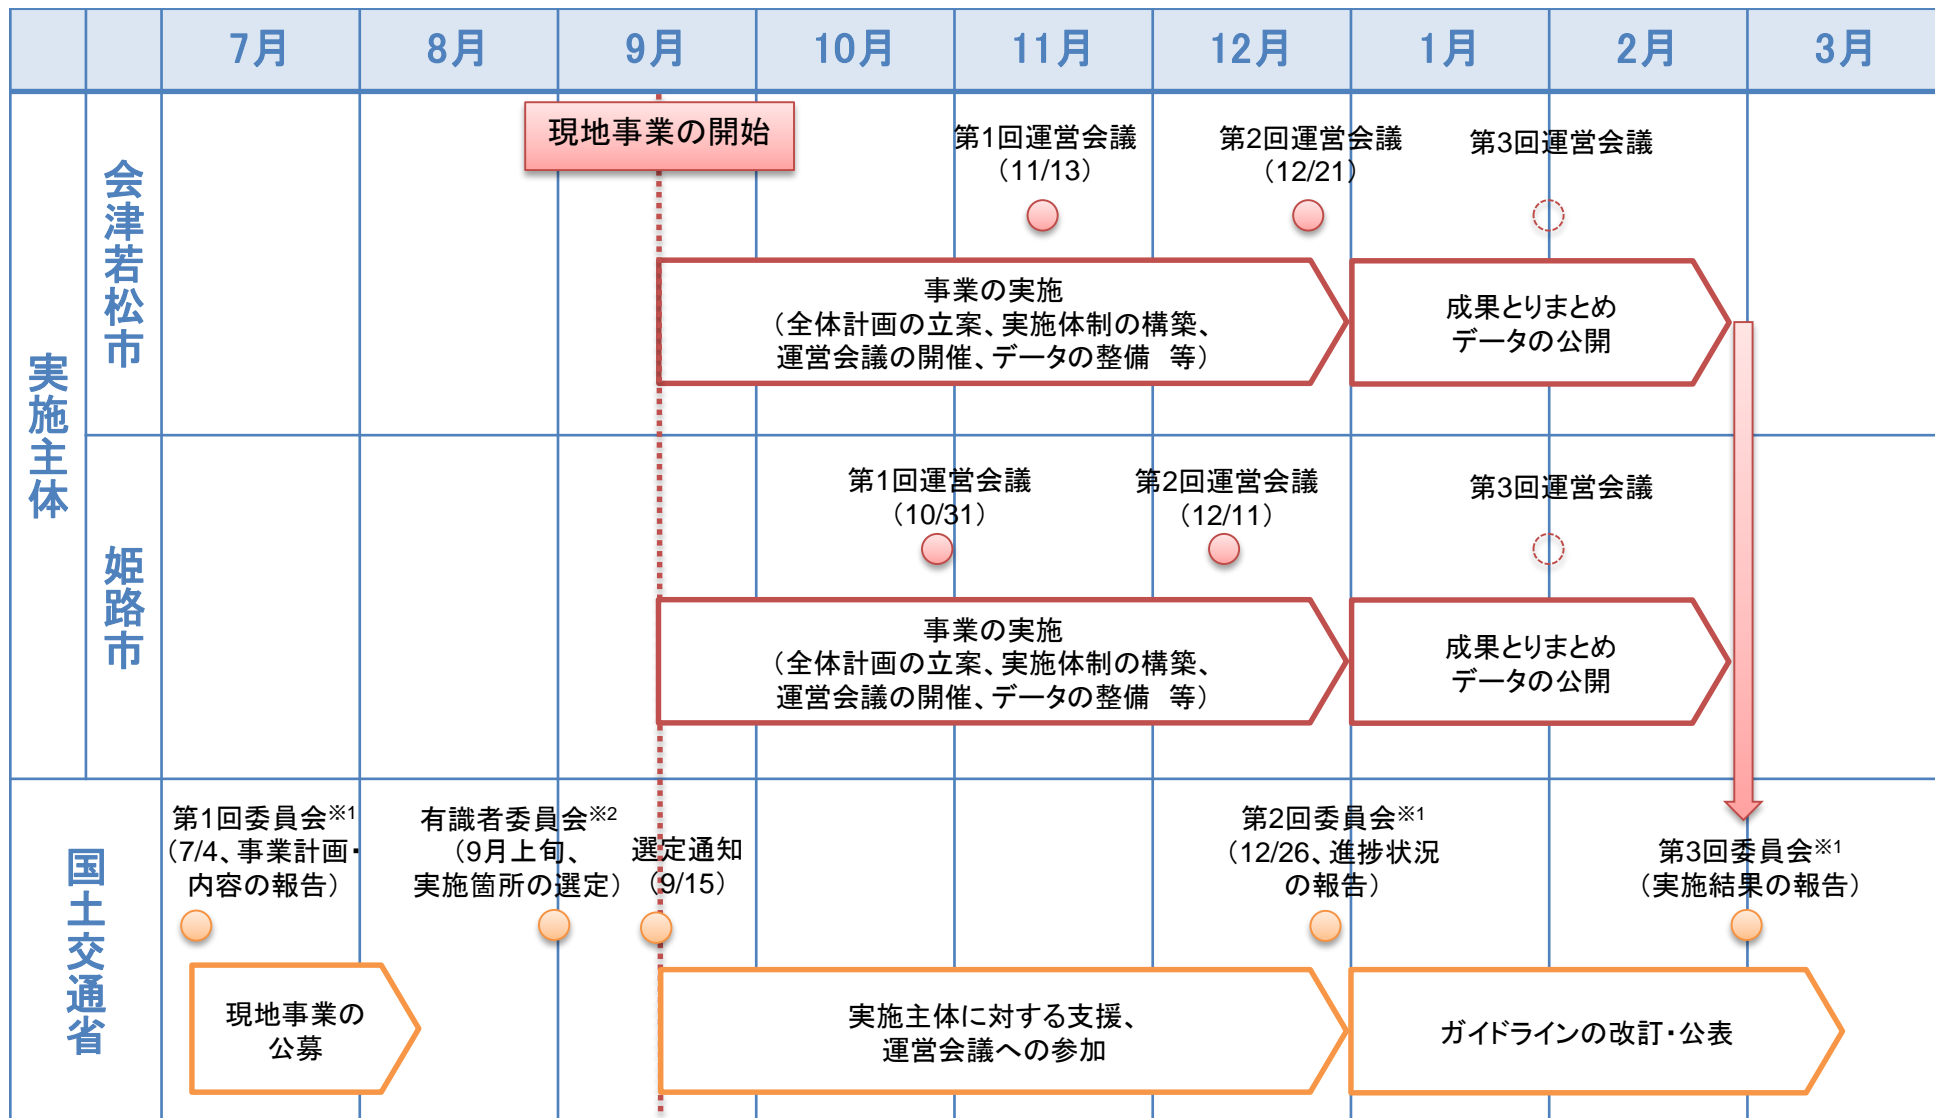 7月
8月
9月
10月
11月
12月
1月
2月
3月
実施主体
会津若松市
現地事業の開始
第1回運営会議
（11/13）
第2回運営会議
（12/21）
第3回運営会議
事業の実施
（全体計画の立案、実施体制の構築、
運営会議の開催、データの整備　等）
成果とりまとめ
データの公開
姫路市
第1回運営会議
（10/31）
第2回運営会議
（12/11）
第3回運営会議
事業の実施
（全体計画の立案、実施体制の構築、
運営会議の開催、データの整備　等）
成果とりまとめ
データの公開
国土交通省
第1回委員会※1
（7/4、事業計画・
内容の報告）
有識者委員会※2
（9月上旬、
実施箇所の選定）
選定通知
（9/15）
第2回委員会※1
（12/26、進捗状況
の報告）
第3回委員会※1
（実施結果の報告）
現地事業の
公募
実施主体に対する支援、
運営会議への参加
ガイドラインの改訂・公表